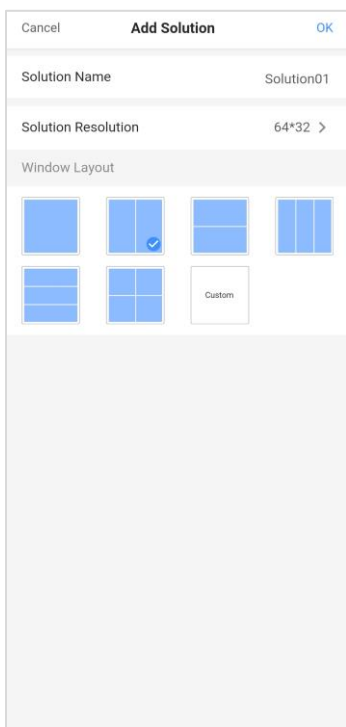 Cancel Add Solution OK
Solution Name Solution01
Solution Resolution 64*32 >
Window Layout
Custom